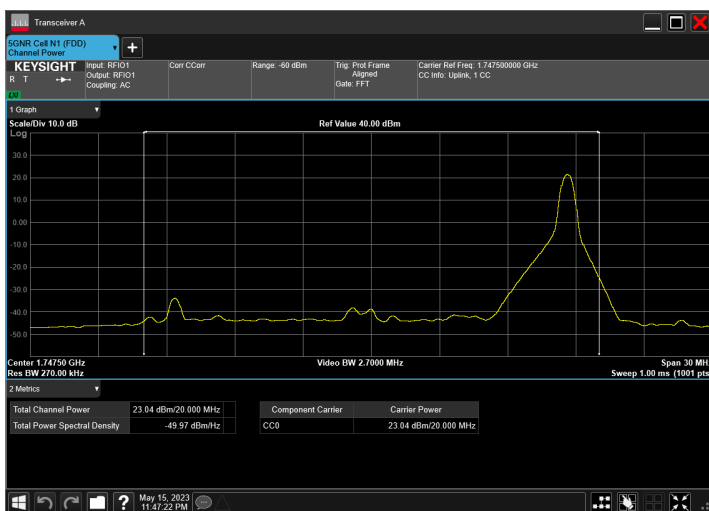 Transceiver A
5GNR Cell N1 (FDD)
Channel Power
KEYSIGHT
R T
LXI
Input: RFIO1
Output: RFIO1
Coupling: AC
Corr CCorr
Range: -60 dBm
Trig: Prot Frame
Aligned
Gate: FFT
Carrier Ref Freq: 1.747500000 GHz
CC Info: Uplink, 1 CC
1 Graph
Scale/Div 10.0 dB
Ref Value 40.00 dBm
Log
30.0
20.0
10.0
0.00
-10.0
-20.0
-30.0
-40.0
-50.0
Center 1.74750 GHz
Video BW 2.7000 MHz
Span 30 MH
Res BW 270.00 kHz
Sweep 1.00 ms (1001 pts
2 Metrics
Total Channel Power 23.04 dBm/20.000 MHz
Total Power Spectral Density -49.97 dBm/Hz
Component Carrier Carrier Power
CC0 23.04 dBm/20.000 MHz
May 15, 2023
11:47:22 PM